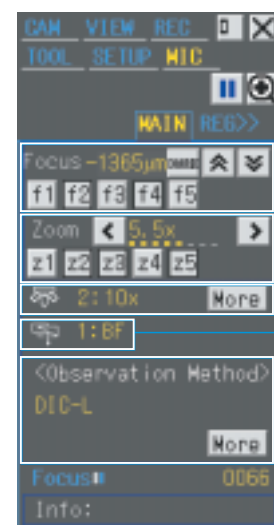 CAM VIEW REC
TOOL SETUP MIC
MAIN REG>>
Focus -1365µm
f1 f2 f3 f4 f5
Zoom < 5.5x >
z1 z2 z3 z4 z5
2:10x More
1:BF
<Observation Method>
DIC-L
More
Focus 0066
Info: